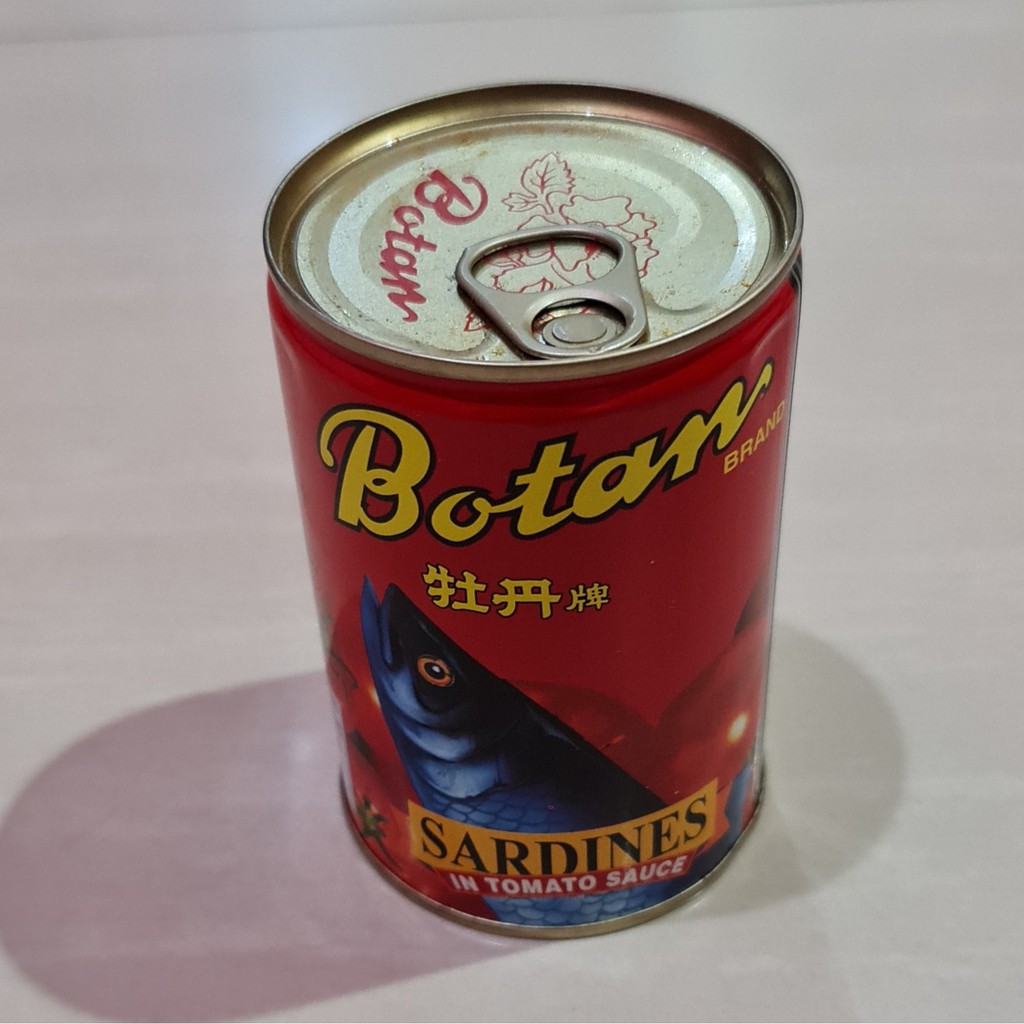 Botan
Botan
BRAND
牡丹牌
SARDINES
IN TOMATO SAUCE